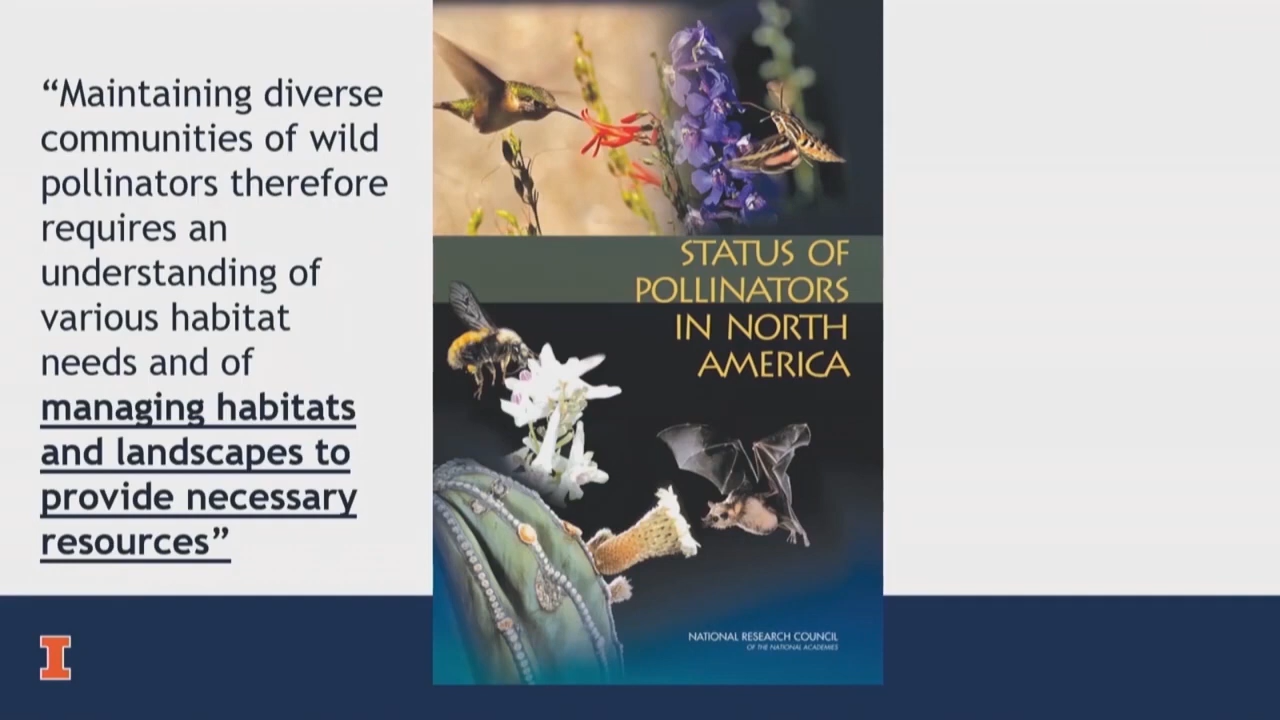 “Maintaining diverse
communities of wild
pollinators therefore
requires an
understanding of
various habitat
needs and of
managing habitats
and landscapes to
provide necessary
resources”
STATUS OF
POLLINATORS
IN NORTH
AMERICA
NATIONAL RESEARCH COUNCIL
OF THE NATIONAL ACADEMIES
I